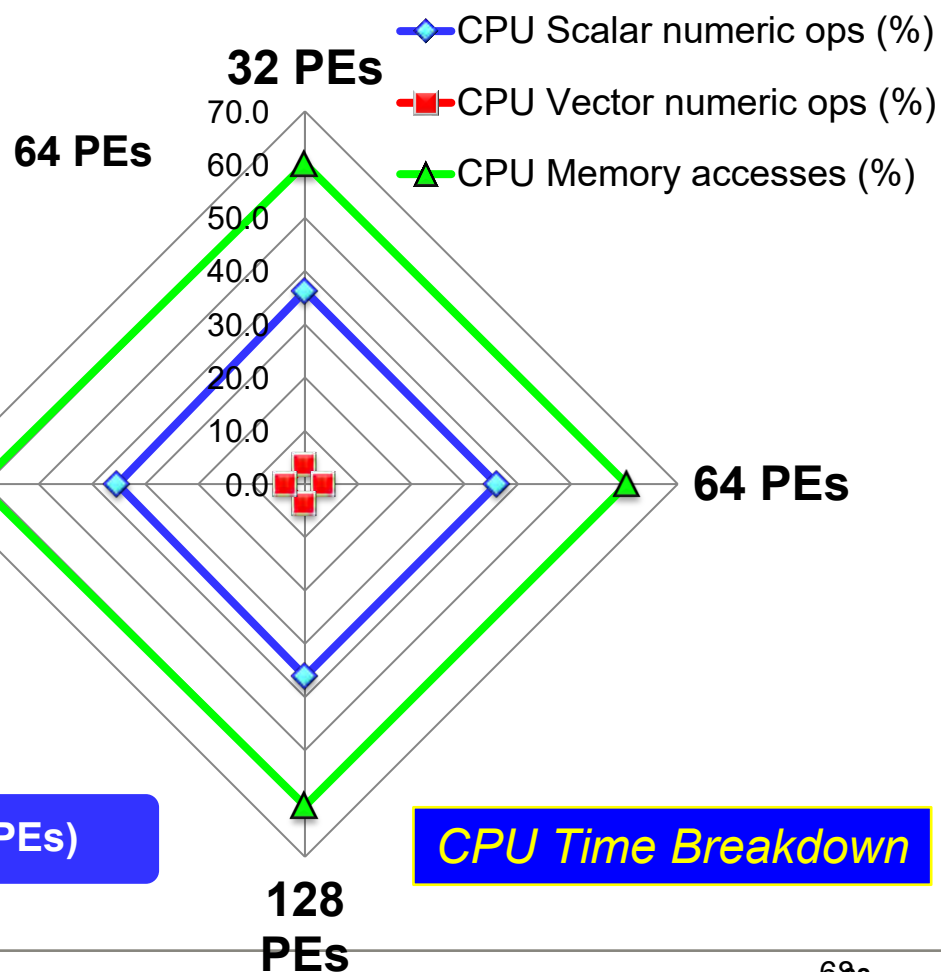 CPU Scalar numeric ops (%)
32 PEs
CPU Vector numeric ops (%)
70.0
64 PEs
60.0
CPU Memory accesses (%)
50.0
40.0
30.0
20.0
10.0
0.0
64 PEs
PEs)
CPU Time Breakdown
128
PEs